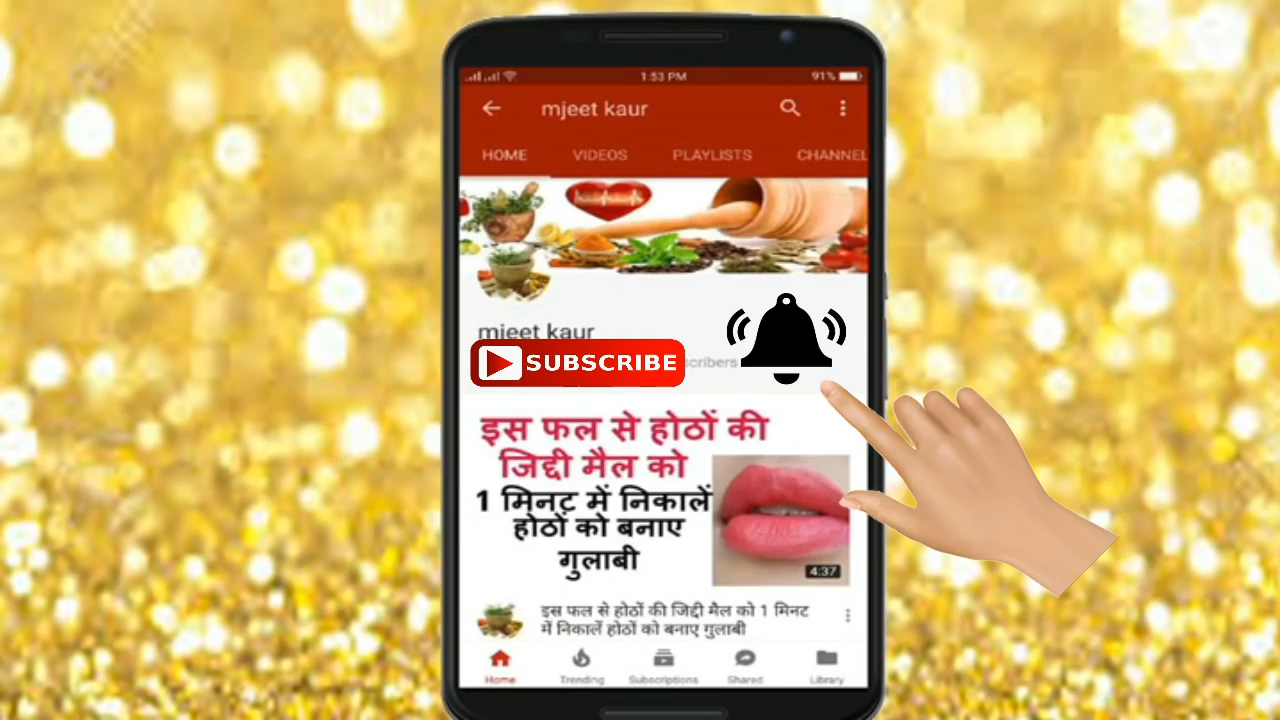 1:53 PM 91%
mjeet kaur
HOME VIDEOS PLAYLISTS CHANNEL
mjeet kaur
SUBSCRIBE scribers
इस फल से होठों की
जिद्दी मैल को
1 मिनट में निकालें
होठों को बनाए
गुलाबी
4:37
इस फल से होठों की जिद्दी मैल को 1 मिनट
में निकालें होठों को बनाए गुलाबी
Home Trending Subscriptions Shared Library